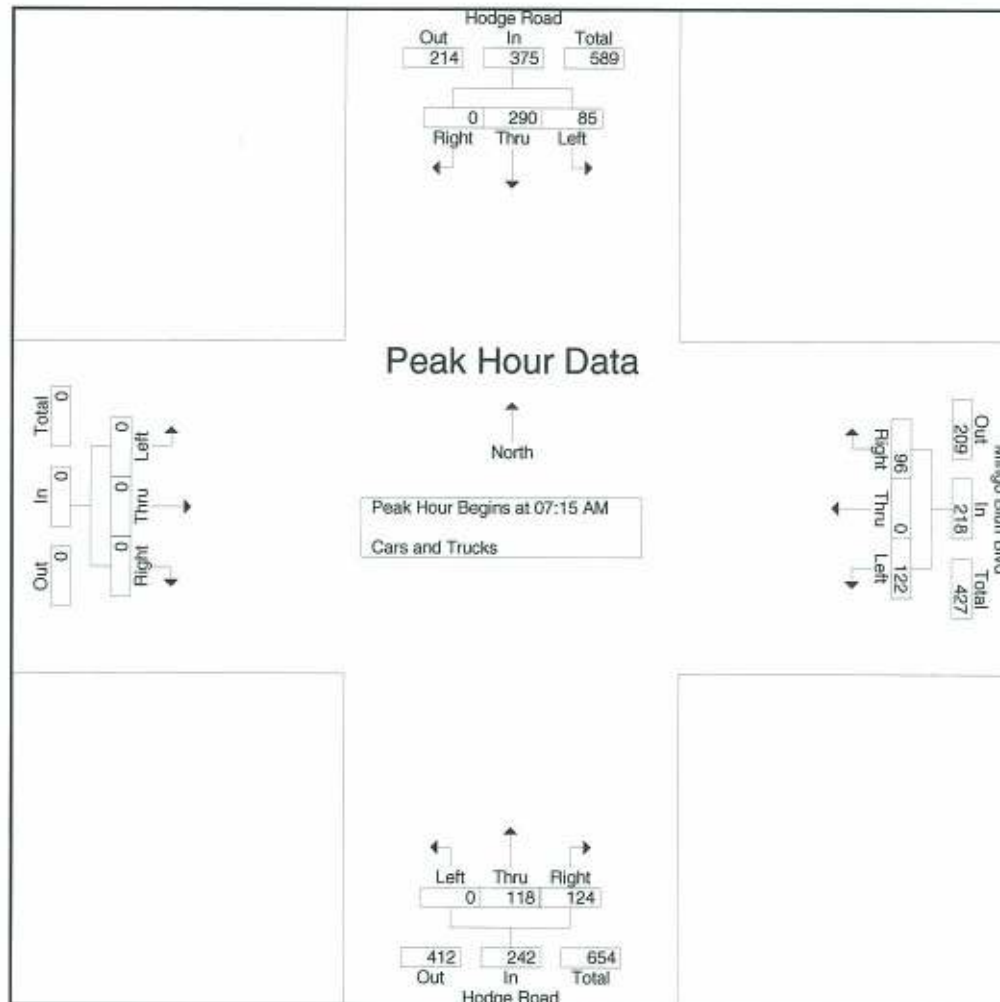 Hodge Road
Out In Total
214 375 589
0 290 85
Right Thru Left
Peak Hour Data
North
Peak Hour Begins at 07:15 AM
Cars and Trucks
Total In Out
0 0 0
0 0 0
Left Thru Right
Right Thru Left
96 0 122
Out In Total
209 218 427
Blvd
Left Thru Right
0 118 124
412 242 654
Out In Total
Hodge Road